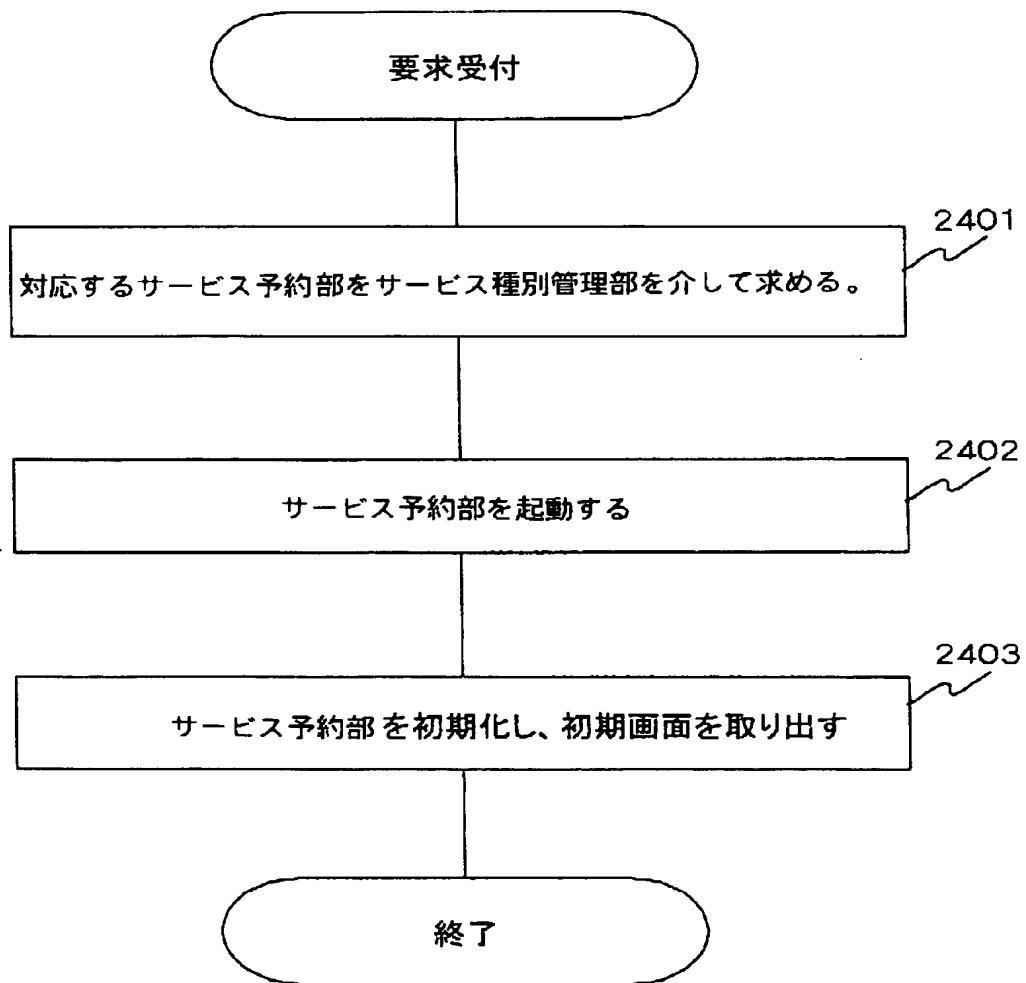 要求受付
2401
対応するサービス予約部をサービス種別管理部を介して求める。
2402
サービス予約部を起動する
2403
サービス予約部を初期化し、初期画面を取り出す
終了